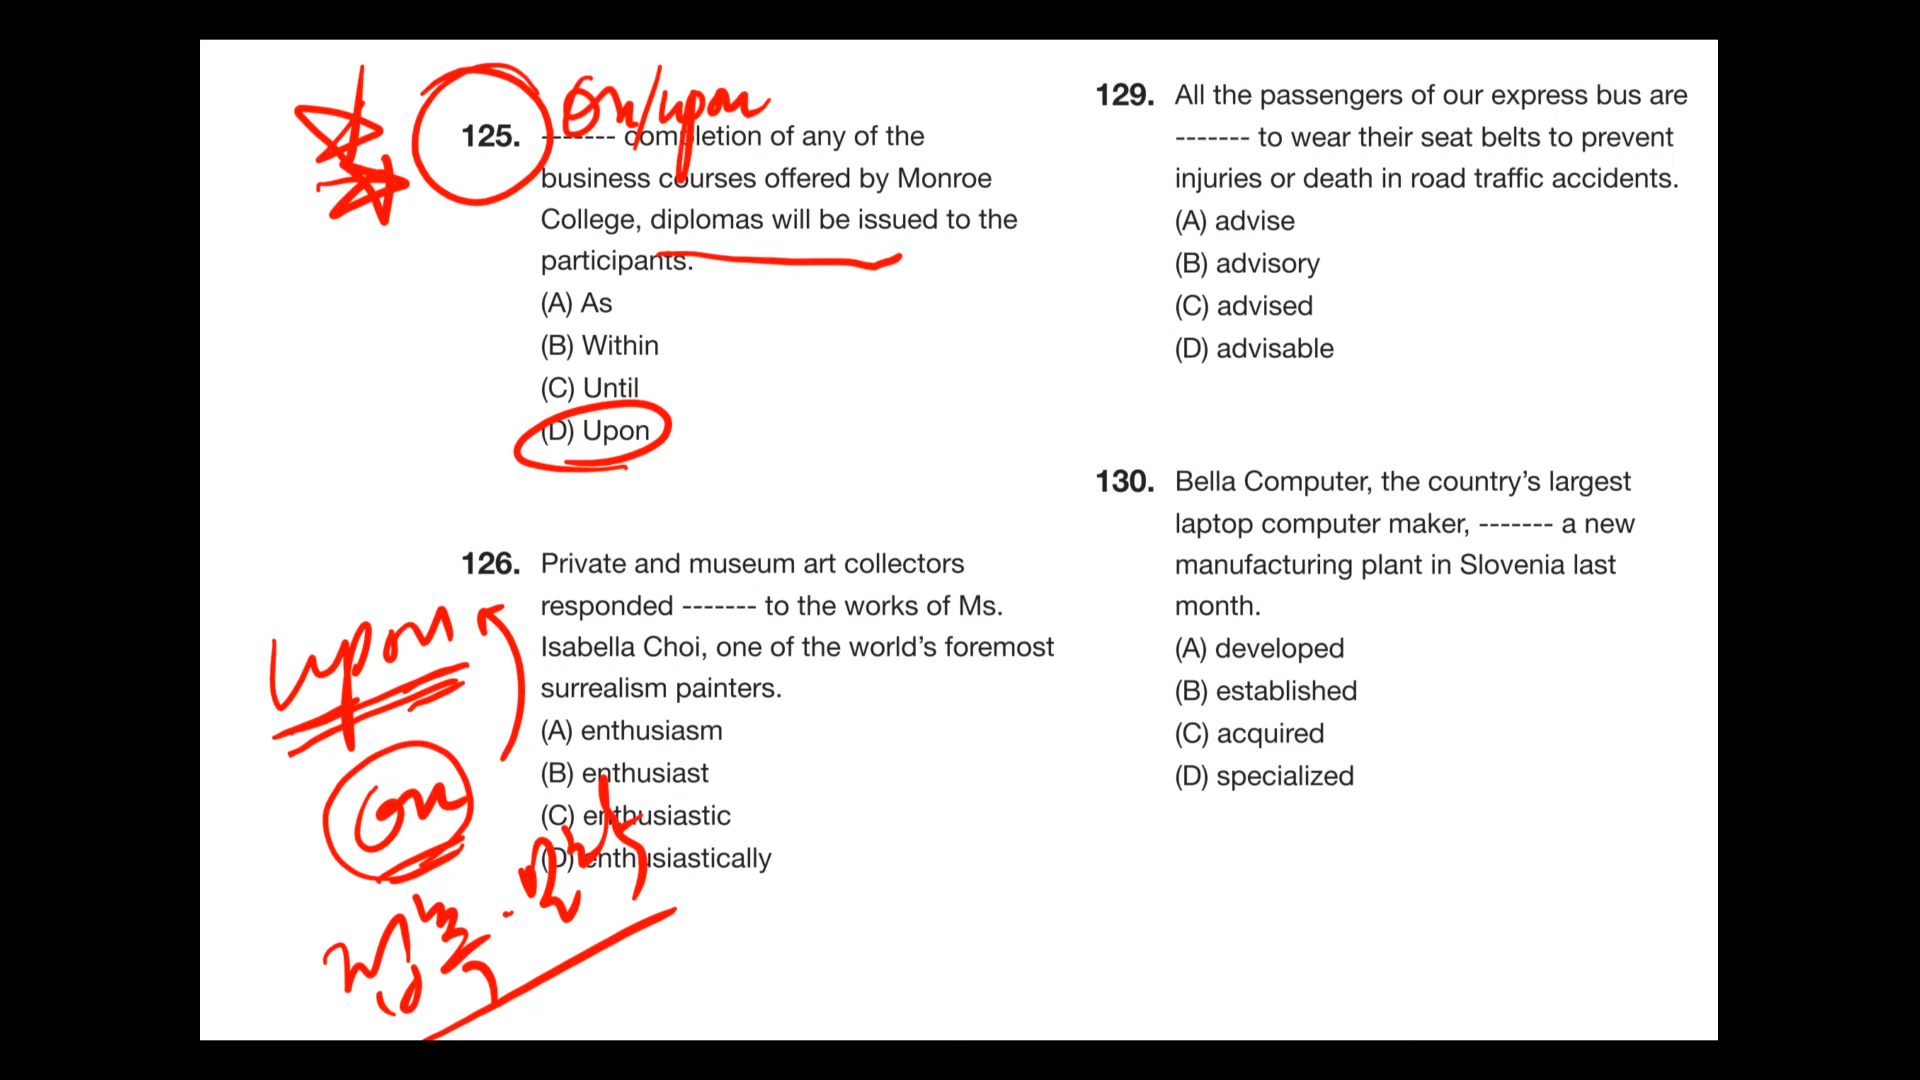 On/upon
125. ------- completion of any of the
business courses offered by Monroe
College, diplomas will be issued to the
participants.
(A) As
(B) Within
(C) Until
(D) Upon
126. Private and museum art collectors
responded ------- to the works of Ms.
Isabella Choi, one of the world’s foremost
surrealism painters.
(A) enthusiasm
(B) enthusiast
(C) enthusiastic
(D) enthusiastically
upon
on
129. All the passengers of our express bus are
------- to wear their seat belts to prevent
injuries or death in road traffic accidents.
(A) advise
(B) advisory
(C) advised
(D) advisable
130. Bella Computer, the country’s largest
laptop computer maker, ------- a new
manufacturing plant in Slovenia last
month.
(A) developed
(B) established
(C) acquired
(D) specialized